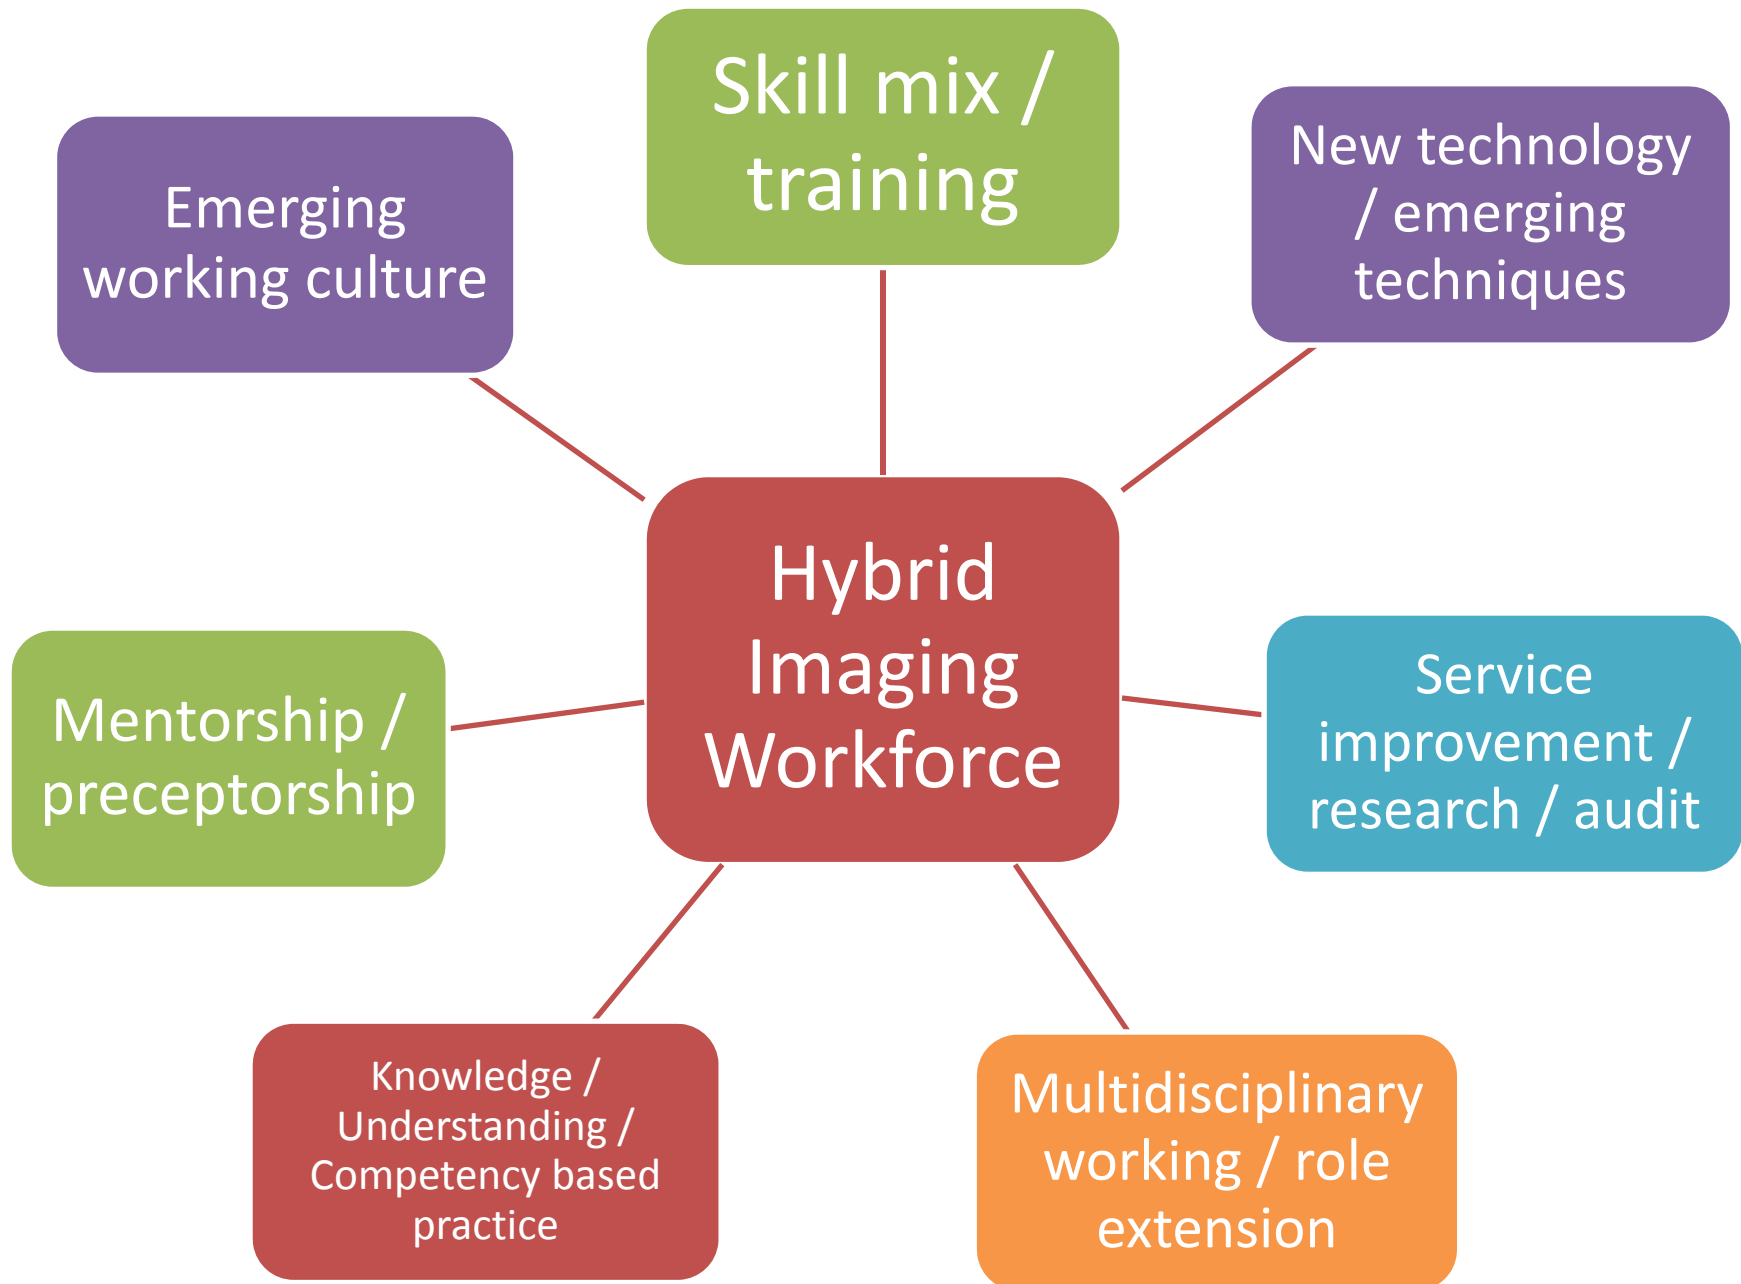 Skill mix /
training
Emerging
working culture
New technology
/ emerging
techniques
Hybrid
Imaging
Workforce
Mentorship /
preceptorship
Service
improvement /
research / audit
Knowledge /
Understanding /
Competency based
practice
Multidisciplinary
working / role
extension